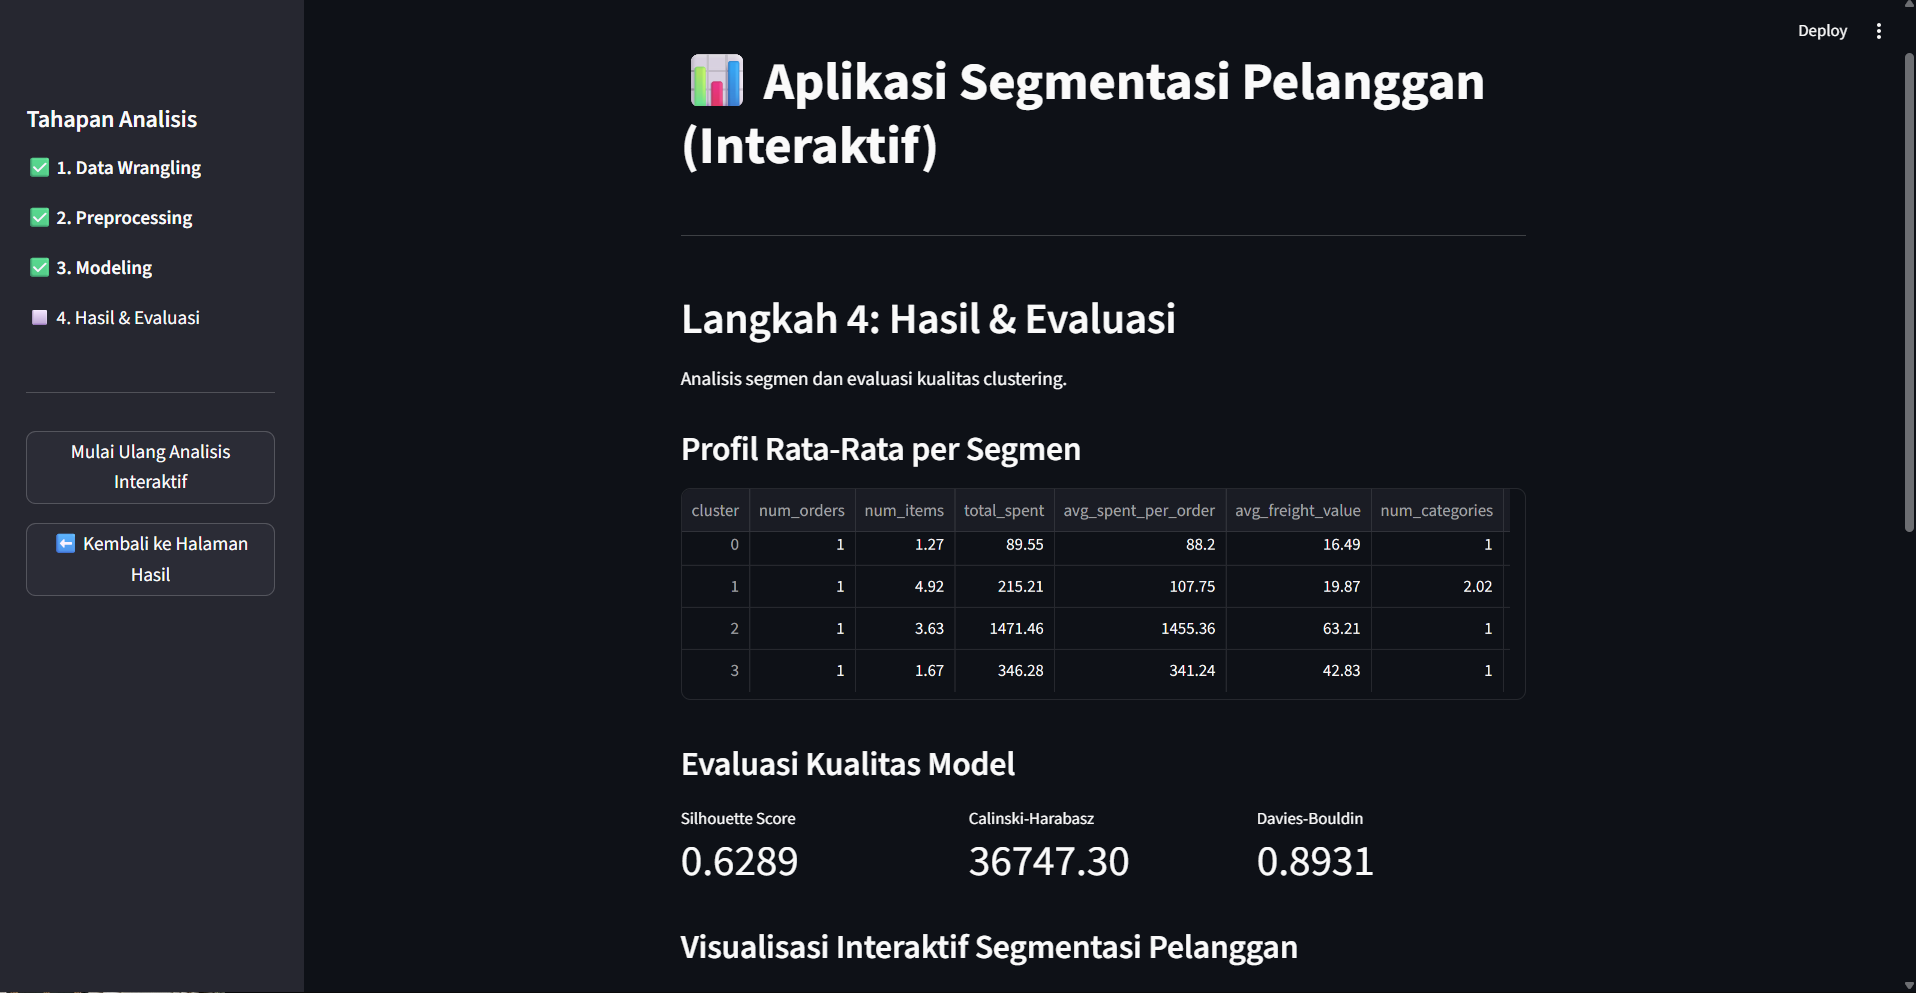 Deploy
Tahapan Analisis
1. Data Wrangling
2. Preprocessing
3. Modeling
4. Hasil & Evaluasi
Mulai Ulang Analisis
Interaktif
Kembali ke Halaman
Hasil
Aplikasi Segmentasi Pelanggan
(Interaktif)
Langkah 4: Hasil & Evaluasi
Analisis segmen dan evaluasi kualitas clustering.
Profil Rata-Rata per Segmen
cluster num_orders num_items total_spent avg_spent_per_order avg_freight_value num_categories
0 1 1.27 89.55 88.2 16.49 1
1 1 4.92 215.21 107.75 19.87 2.02
2 1 3.63 1471.46 1455.36 63.21 1
3 1 1.67 346.28 341.24 42.83 1
Evaluasi Kualitas Model
Silhouette Score Calinski-Harabasz Davies-Bouldin
0.6289 36747.30 0.8931
Visualisasi Interaktif Segmentasi Pelanggan